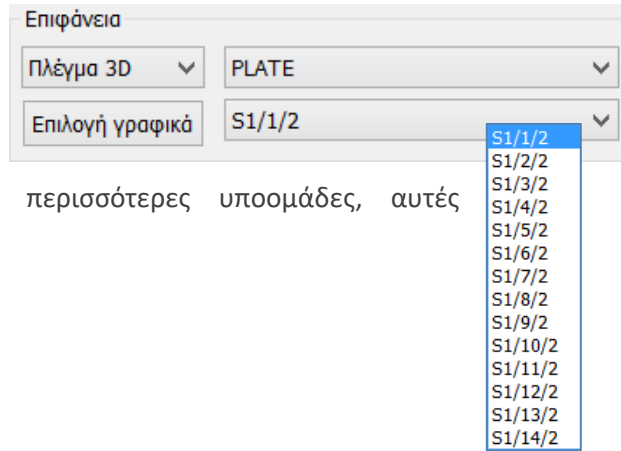 Επιφάνεια
Πλέγμα 3D PLATE
Επιλογή γραφικά S1/1/2
περισσότερες υποομάδες, αυτές
S1/1/2
S1/2/2
S1/3/2
S1/4/2
S1/5/2
S1/6/2
S1/7/2
S1/8/2
S1/9/2
S1/10/2
S1/11/2
S1/12/2
S1/13/2
S1/14/2